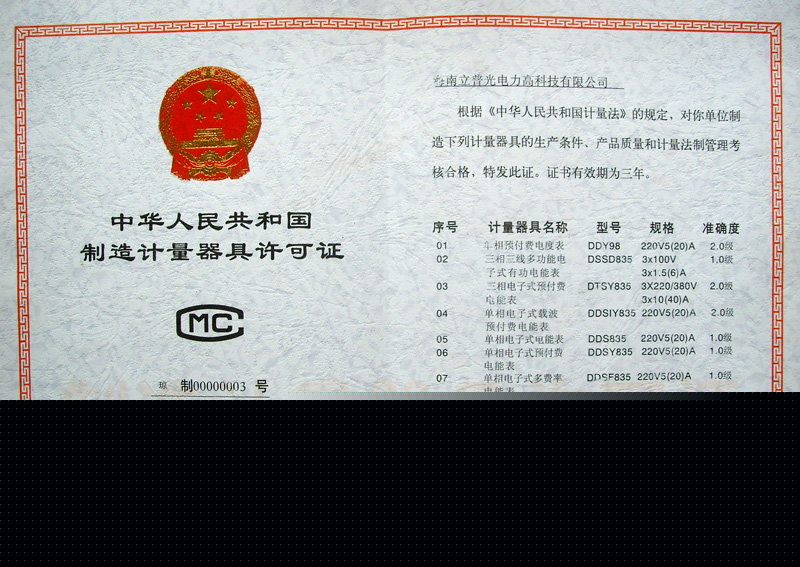 中华人民共和国
制造计量器具许可证
MC
琼 制00000003 号
海南立普光电力高科技有限公司
根据《中华人民共和国计量法》的规定，对你单位制
造下列计量器具的生产条件、产品质量和计量法制管理考
核合格，特发此证。证书有效期为三年。
序号 计量器具名称 型号 规格 准确度
01 单相预付费电度表 DDY98 220V5(20)A 2.0级
02 三相三线多功能电 DSSD835 3x100V 1.0级
子式有功电能表 3x1.5(6)A
03 三相电子式预付费 DTSY835 3X220/380V 2.0级
电能表 3x10(40)A
04 单相电子式载波 DDSIY835 220V5(20)A 2.0级
预付费电能表
05 单相电子式电能表 DDS835 220V5(20)A 1.0级
06 单相电子式预付费 DDSY835 220V5(20)A 1.0级
电能表
07 单相电子式多费率 DDSF835 220V5(20)A 1.0级
电能表